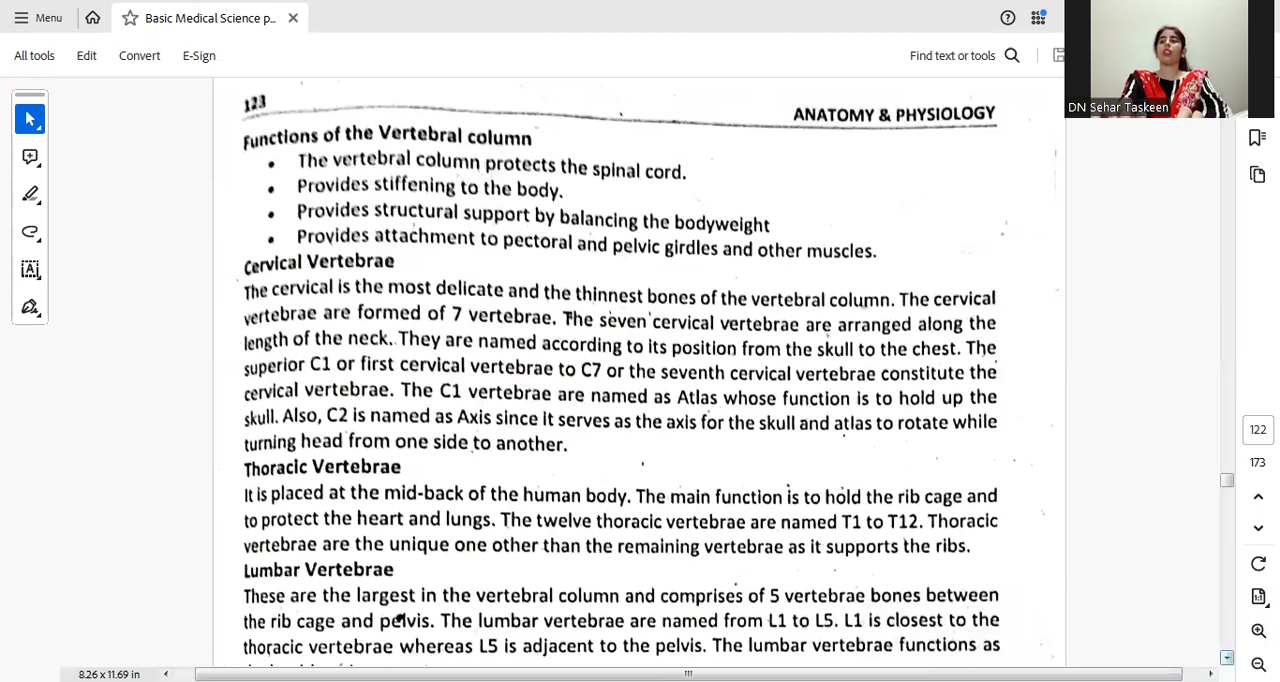 Menu
Basic Medical Science p...
All tools
Edit
Convert
E-Sign
Find text or tools
DN Sehar Taskeen
123
ANATOMY & PHYSIOLOGY
Functions of the Vertebral column
• The vertebral column protects the spinal cord.
• Provides stiffening to the body.
• Provides structural support by balancing the bodyweight
• Provides attachment to pectoral and pelvic girdles and other muscles.
Cervical Vertebrae
The cervical is the most delicate and the thinnest bones of the vertebral column. The cervical
vertebrae are formed of 7 vertebrae. The seven cervical vertebrae are arranged along the
length of the neck. They are named according to its position from the skull to the chest. The
superior C1 or first cervical vertebrae to C7 or the seventh cervical vertebrae constitute the
cervical vertebrae. The C1 vertebrae are named as Atlas whose function is to hold up the
skull. Also, C2 is named as Axis since it serves as the axis for the skull and atlas to rotate while
turning head from one side to another.
Thoracic Vertebrae
It is placed at the mid-back of the human body. The main function is to hold the rib cage and
to protect the heart and lungs. The twelve thoracic vertebrae are named T1 to T12. Thoracic
vertebrae are the unique one other than the remaining vertebrae as it supports the ribs.
Lumbar Vertebrae
These are the largest in the vertebral column and comprises of 5 vertebrae bones between
the rib cage and pelvis. The lumbar vertebrae are named from L1 to L5. L1 is closest to the
thoracic vertebrae whereas L5 is adjacent to the pelvis. The lumbar vertebrae functions as
122
173
8.26 x 11.69 in